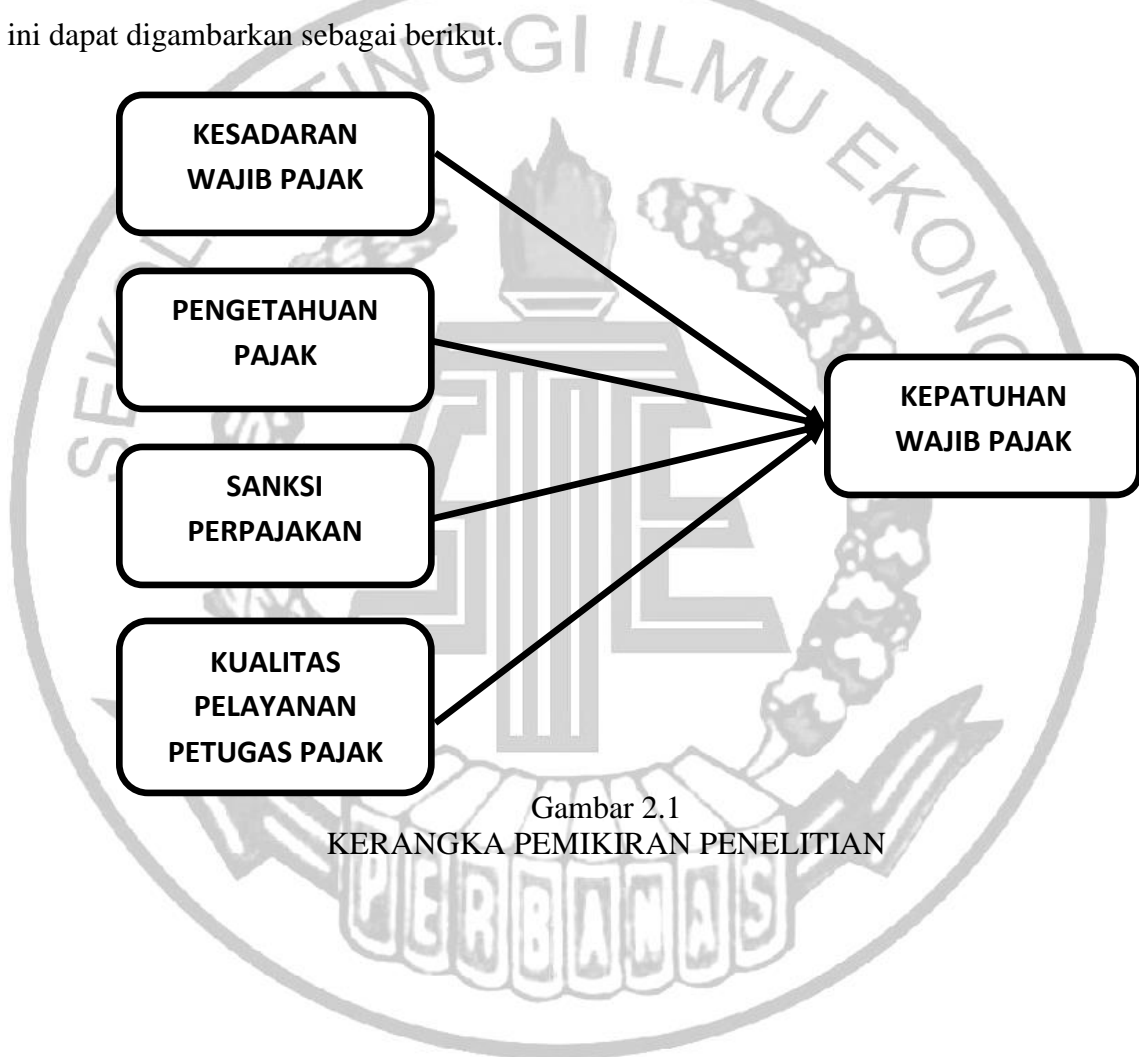 ini dapat digambarkan sebagai berikut.
KESADARAN
WAJIB PAJAK
PENGETAHUAN
PAJAK
SANKSI
PERPAJAKAN
KUALITAS
PELAYANAN
PETUGAS PAJAK
KEPATUHAN
WAJIB PAJAK
Gambar 2.1
KERANGKA PEMIKIRAN PENELITIAN
PERBANAS